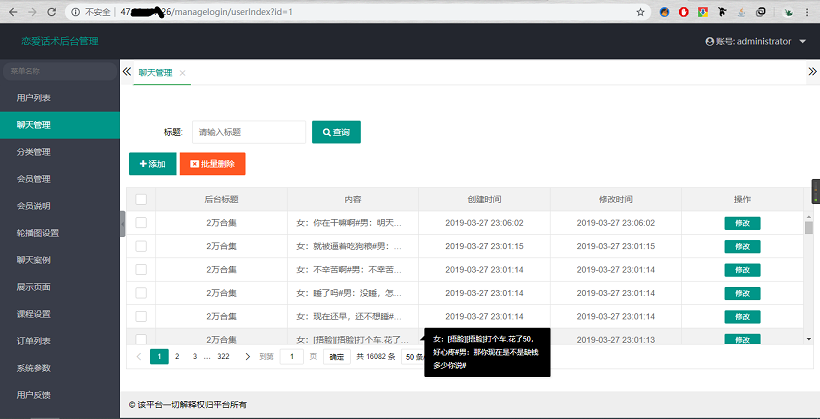 不安全 47. 26/managelogin/userIndex?id=1
恋爱话术后台管理
账号: administrator
菜单名称
聊天管理
用户列表
聊天管理
分类管理
会员管理
会员说明
轮播图设置
聊天案例
展示页面
课程设置
订单列表
系统参数
用户反馈
标题: 请输入标题 查询
添加 批量删除
后台标题 内容 创建时间 修改时间 操作
2万合集 女：你在干嘛啊#男：明天... 2019-03-27 23:06:02 2019-03-27 23:06:02 修改
2万合集 女：就被逼着吃狗粮#男：... 2019-03-27 23:01:15 2019-03-27 23:01:15 修改
2万合集 女：不辛苦啊#男：不辛苦... 2019-03-27 23:01:14 2019-03-27 23:01:14 修改
2万合集 女：睡了吗#男：没睡，怎... 2019-03-27 23:01:14 2019-03-27 23:01:14 修改
2万合集 女：现在还早，还不想睡#... 2019-03-27 23:01:14 2019-03-27 23:01:14 修改
2万合集 女：[捂脸][捂脸]打个车.花了... 2019-03-27 23:01:14 2019-03-27 23:01:13 修改
女：[捂脸][捂脸]打个车.花了50,
好心疼#男：那你现在是不是缺钱
多少你说#
1 2 3 ... 322 到第 1 页 确定 共 16082 条 50 条/
© 该平台一切解释权归平台所有